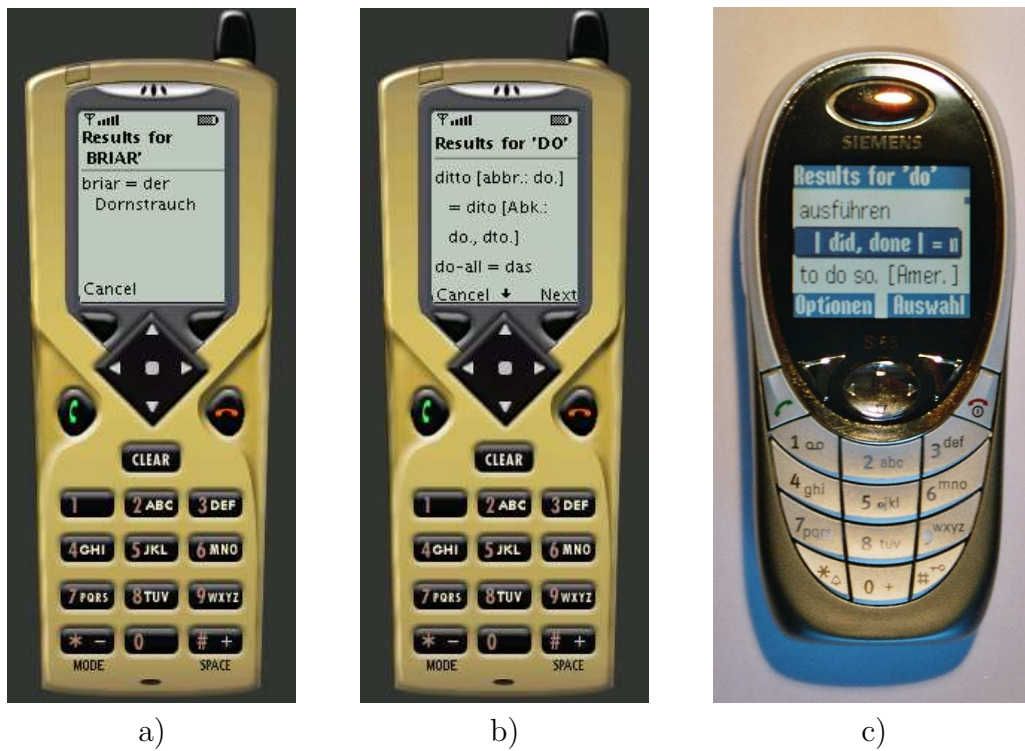 Results for
BRIAR'
briar = der
Dornstrauch
Cancel
CLEAR
1 2 ABC 3 DEF
4 GHI 5 JKL 6 MNO
7 PQRS 8 TUV 9 WXYZ
* - 0 # +
MODE SPACE
a)
Results for 'DO'
ditto [abbr.: do.]
= dito [Abk.:
do., dto.]
do-all = das
Cancel Next
CLEAR
1 2 ABC 3 DEF
4 GHI 5 JKL 6 MNO
7 PQRS 8 TUV 9 WXYZ
* - 0 # +
MODE SPACE
b)
SIEMENS
Results for 'do'
ausführen
| did, done | = n
to do so. [Amer.]
Optionen Auswahl
1 2 abc 3 def
4 ghi 5 jkl 6 mno
7 pqrs 8 tuv 9 wxyz
* 0 + #
c)